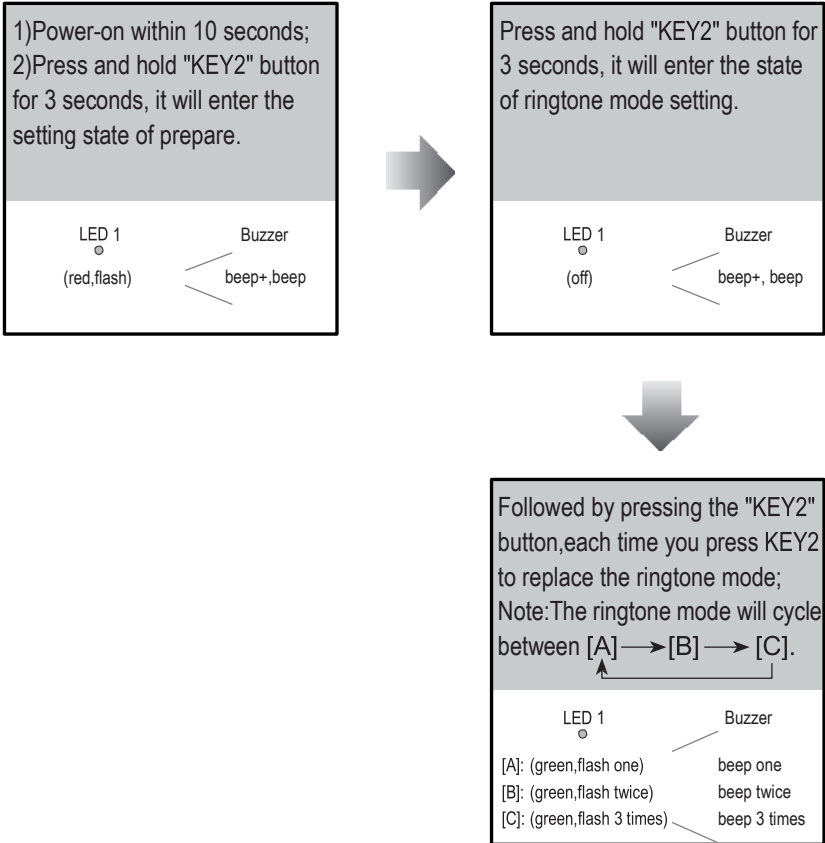 1)Power-on within 10 seconds;
2)Press and hold "KEY2" button
for 3 seconds, it will enter the
setting state of prepare.
LED 1 Buzzer
(red,flash) beep+,beep
Press and hold "KEY2" button for
3 seconds, it will enter the state
of ringtone mode setting.
LED 1 Buzzer
(off) beep+, beep
Followed by pressing the "KEY2"
button,each time you press KEY2
to replace the ringtone mode;
Note:The ringtone mode will cycle
between [A] [B] [C].
LED 1 Buzzer
[A]: (green,flash one) beep one
[B]: (green,flash twice) beep twice
[C]: (green,flash 3 times) beep 3 times